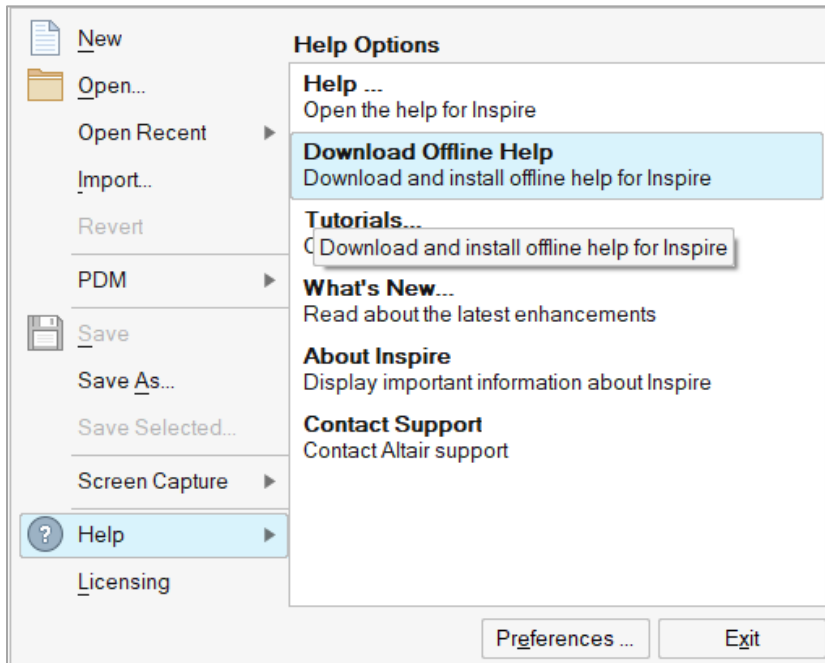 New
Open...
Open Recent
Import...
Revert
PDM
Save
Save As...
Save Selected...
Screen Capture
Help
Licensing
Help Options
Help ...
Open the help for Inspire
Download Offline Help
Download and install offline help for Inspire
Tutorials...
Download and install offline help for Inspire
What's New...
Read about the latest enhancements
About Inspire
Display important information about Inspire
Contact Support
Contact Altair support
Preferences ...
Exit